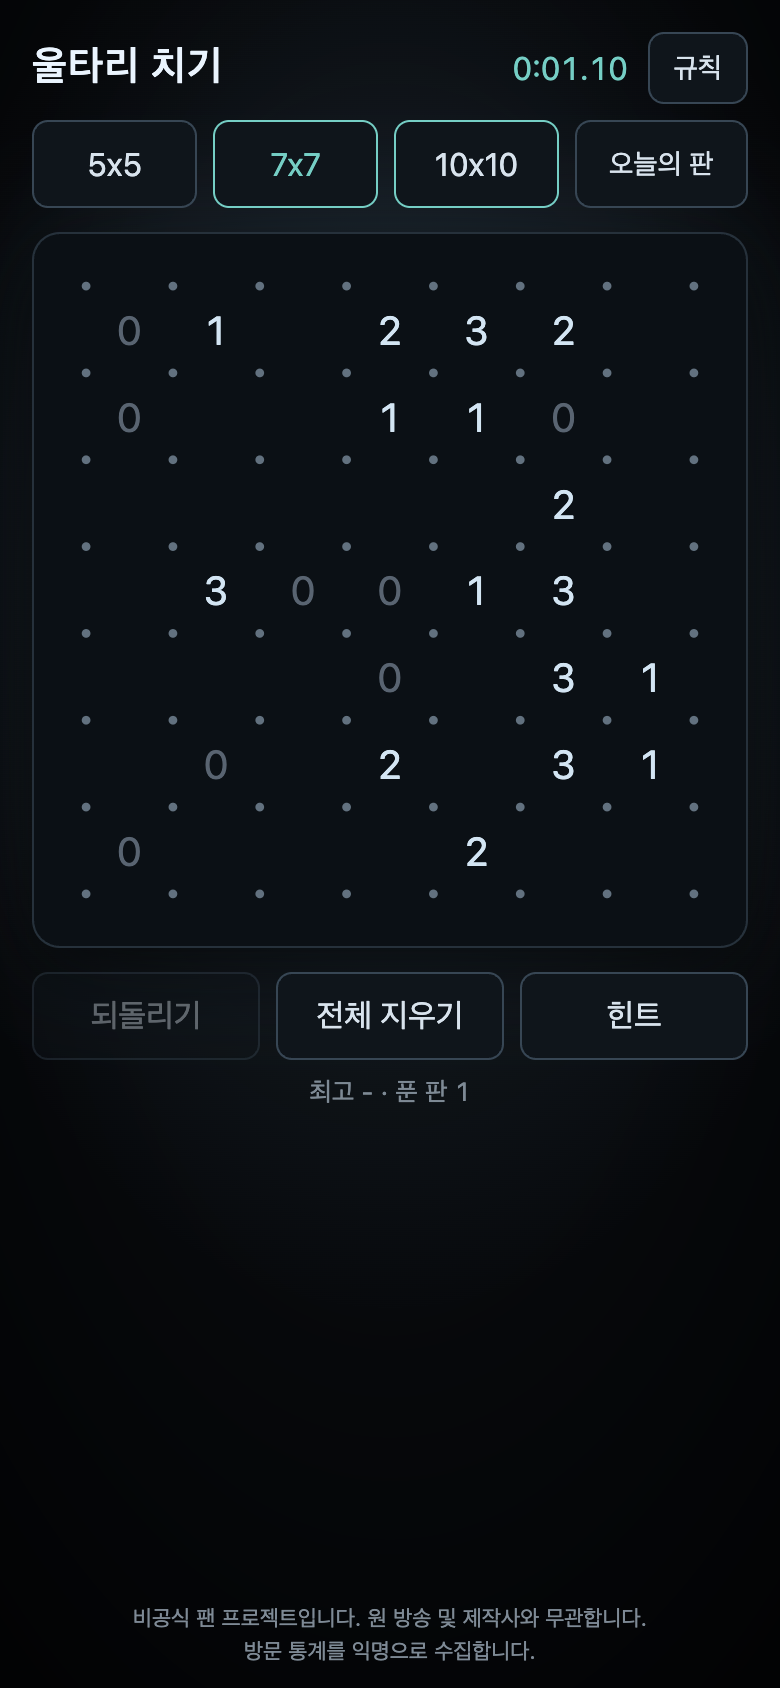 울타리 치기 0:01.10 규칙
5x5 7x7 10x10 오늘의 판
0 1 2 3 2
0 1 1 0
2
3 0 0 1 3
0 3 1
0 2 3 1
0 2
되돌리기 전체 지우기 힌트
최고 - · 푼 판 1
비공식 팬 프로젝트입니다. 원 방송 및 제작사와 무관합니다.
방문 통계를 익명으로 수집합니다.